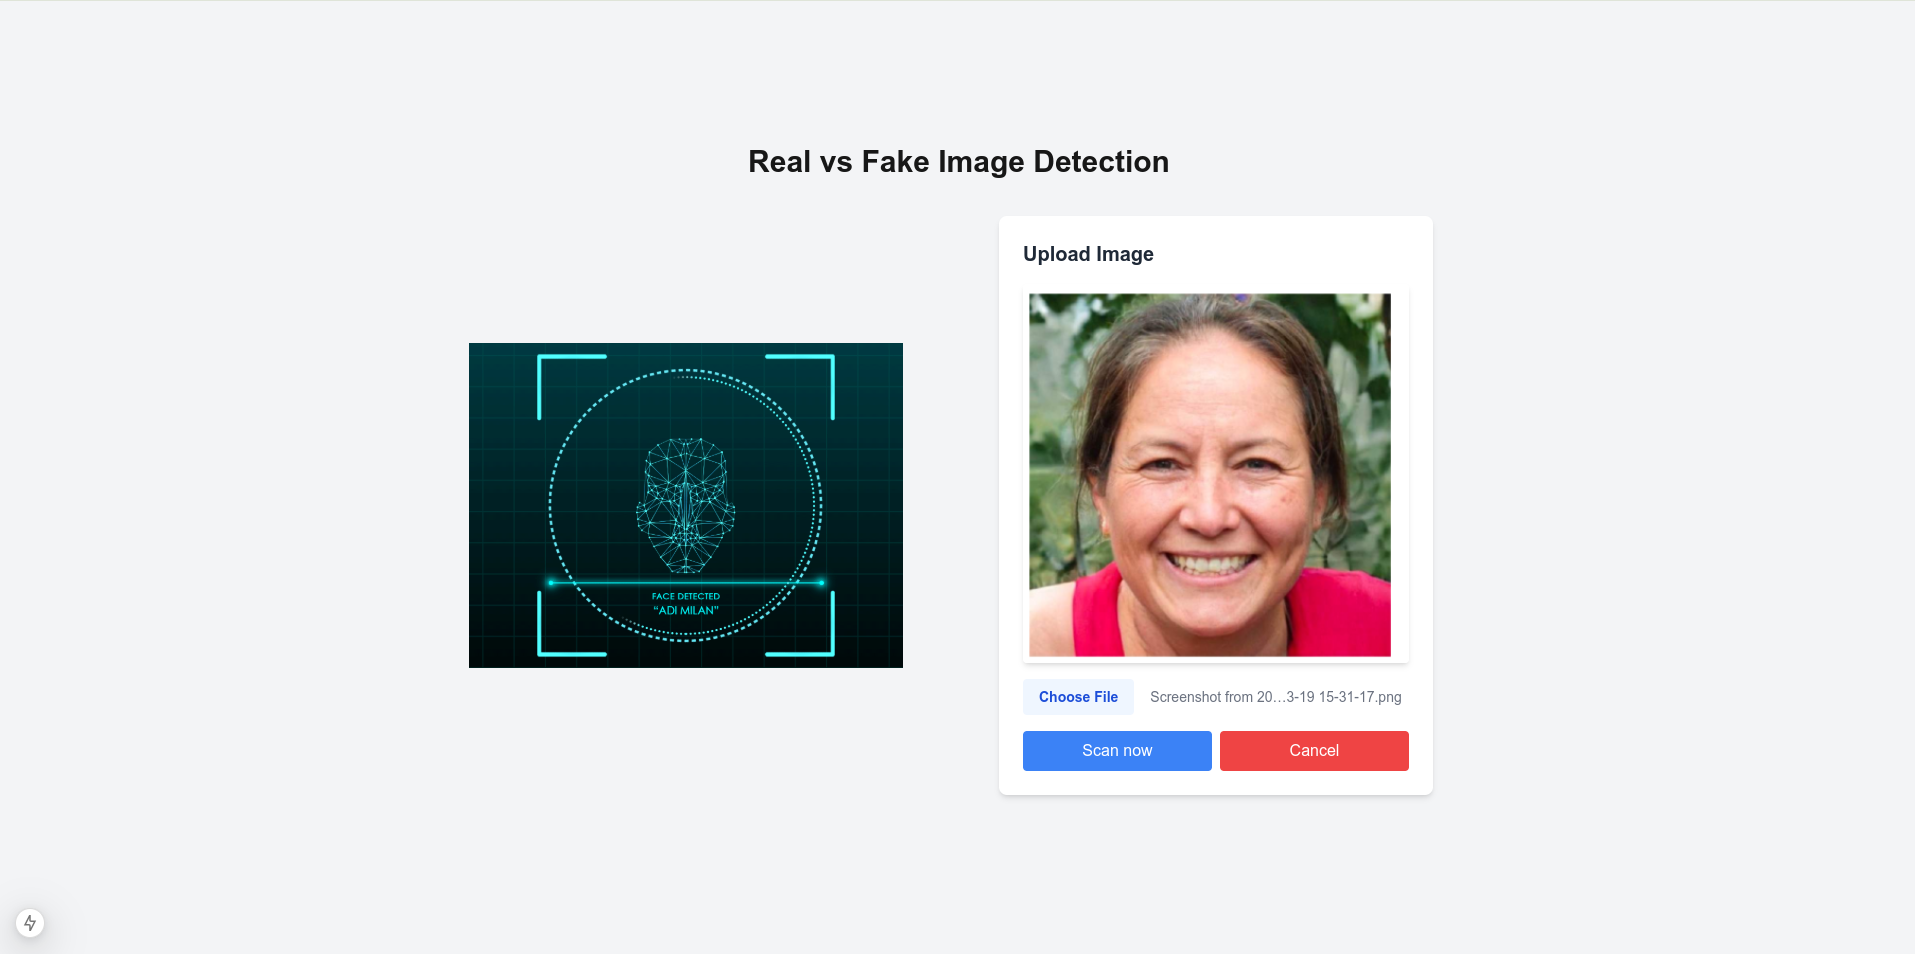 Real vs Fake Image Detection
FACE DETECTED
“ADI MILAN”
Upload Image
Choose File Screenshot from 20…3-19 15-31-17.png
Scan now Cancel